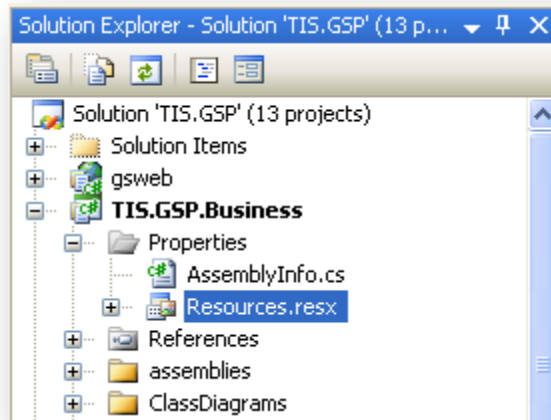 Solution Explorer - Solution 'TIS.GSP' (13 p...
Solution 'TIS.GSP' (13 projects)
Solution Items
gsweb
TIS.GSP.Business
Properties
AssemblyInfo.cs
Resources.resx
References
assemblies
ClassDiagrams